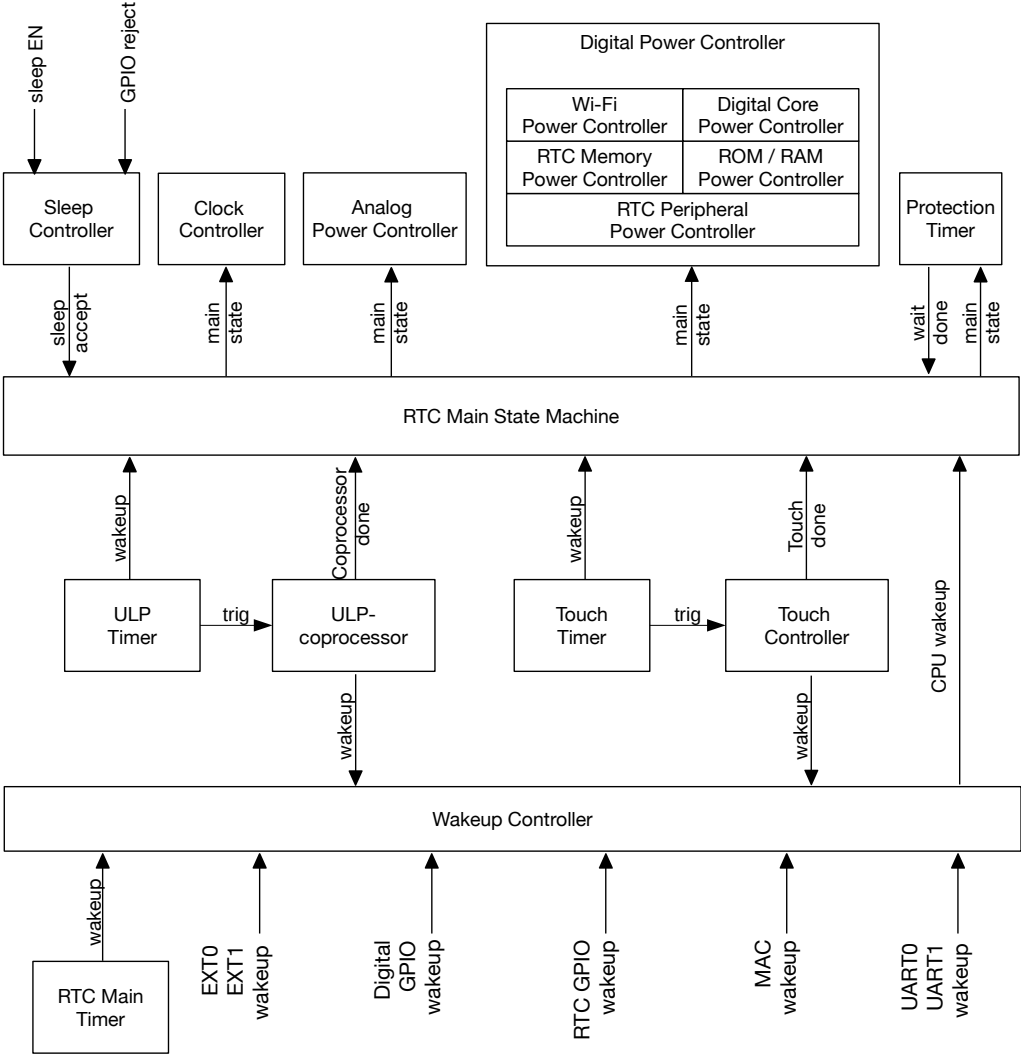 sleep EN
GPIO reject
Digital Power Controller
Wi-Fi
Power Controller
Digital Core
Power Controller
RTC Memory
Power Controller
ROM / RAM
Power Controller
RTC Peripheral
Power Controller
Sleep
Controller
Clock
Controller
Analog
Power Controller
Protection
Timer
sleep
accept
main
state
main
state
main
state
wait
done
main
state
RTC Main State Machine
wakeup
Coprocessor
done
wakeup
Touch
done
CPU wakeup
ULP
Timer
trig
ULP-
coprocessor
Touch
Timer
trig
Touch
Controller
wakeup
wakeup
Wakeup Controller
wakeup
RTC Main
Timer
EXT0
EXT1
wakeup
Digital
GPIO
wakeup
RTC GPIO
wakeup
MAC
wakeup
UART0
UART1
wakeup